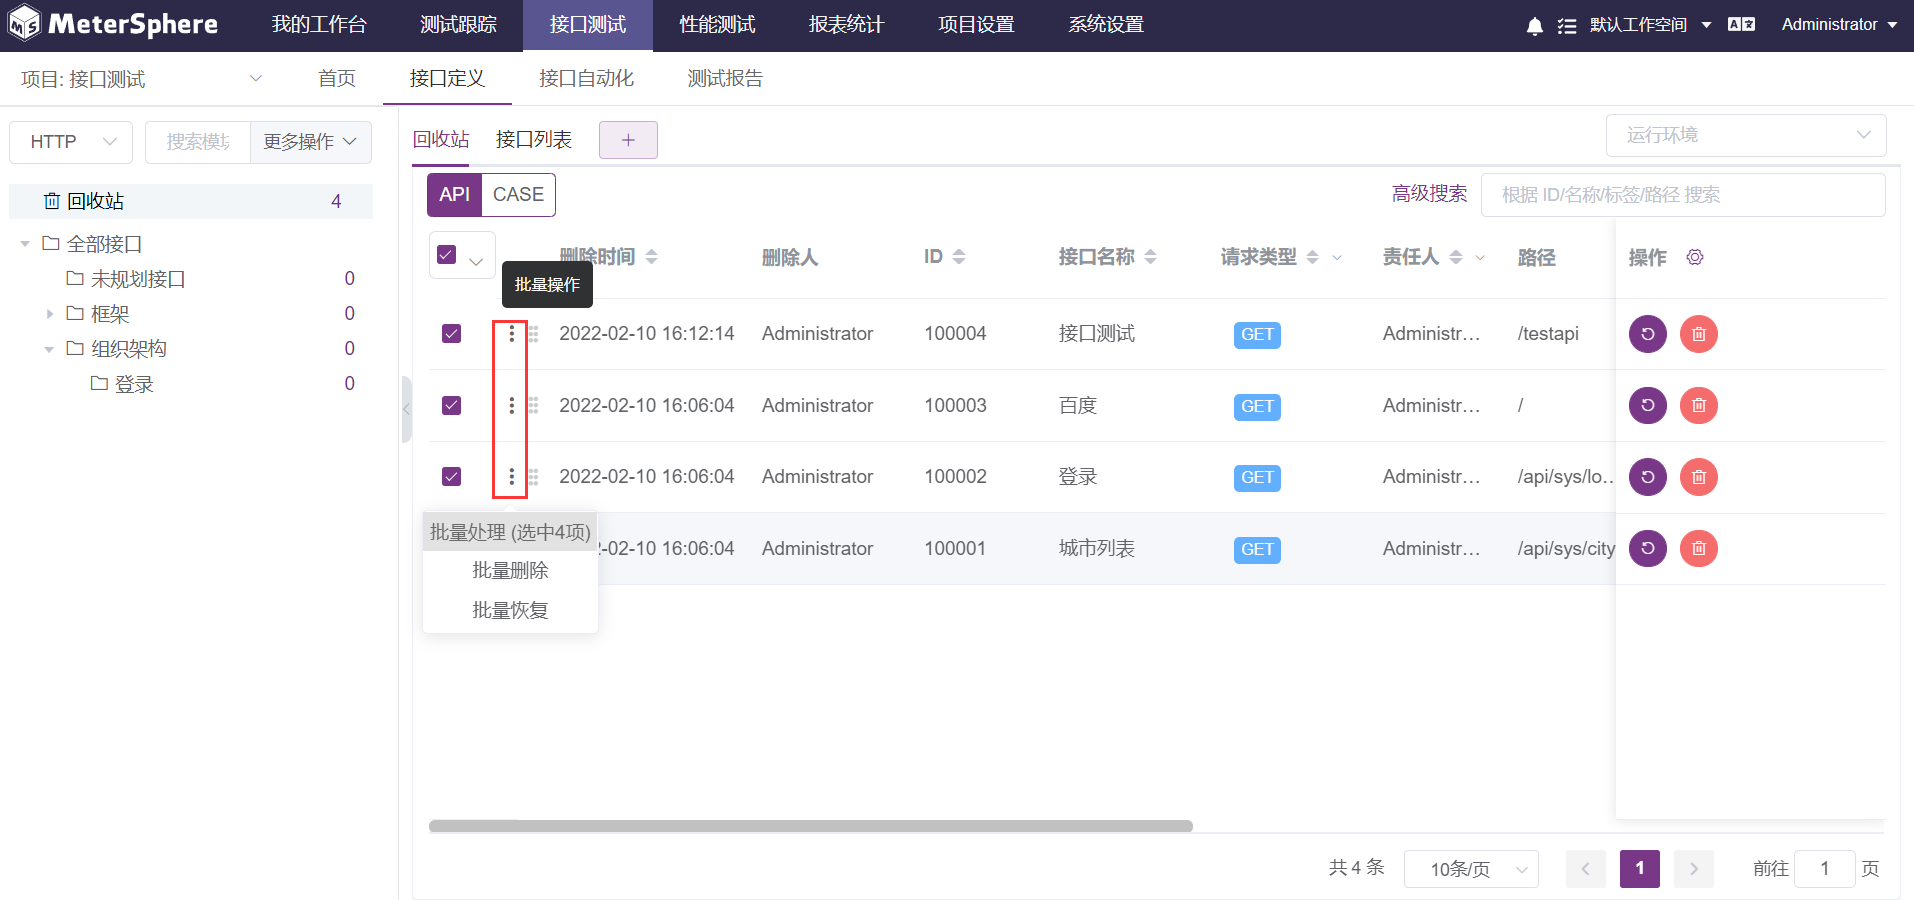 MeterSphere 我的工作台 测试跟踪 接口测试 性能测试 报表统计 项目设置 系统设置 默认工作空间 Administrator
项目: 接口测试 首页 接口定义 接口自动化 测试报告
HTTP 搜索模块 更多操作
回收站 4
全部接口
未规划接口 0
框架 0
组织架构 0
登录 0
回收站 接口列表 + 运行环境
API CASE 高级搜索 根据 ID/名称/标签/路径 搜索
删除时间 删除人 ID 接口名称 请求类型 责任人 路径 操作
批量操作
2022-02-10 16:12:14 Administrator 100004 接口测试 GET Administr... /testapi
2022-02-10 16:06:04 Administrator 100003 百度 GET Administr... /
2022-02-10 16:06:04 Administrator 100002 登录 GET Administr... /api/sys/lo...
-02-10 16:06:04 Administrator 100001 城市列表 GET Administr... /api/sys/city
批量处理 (选中4项)
批量删除
批量恢复
共 4 条 10条/页 1 前往 1 页